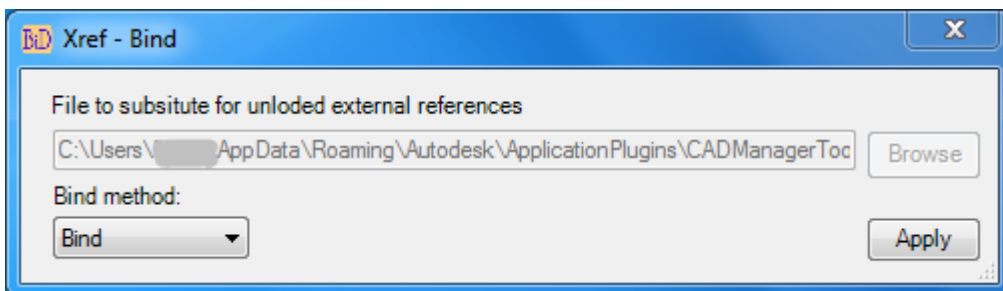 BiD Xref - Bind
File to subsitute for unloded external references
C:\Users\ AppData\Roaming\Autodesk\ApplicationPlugins\CADManagerToo Browse
Bind method:
Bind Apply